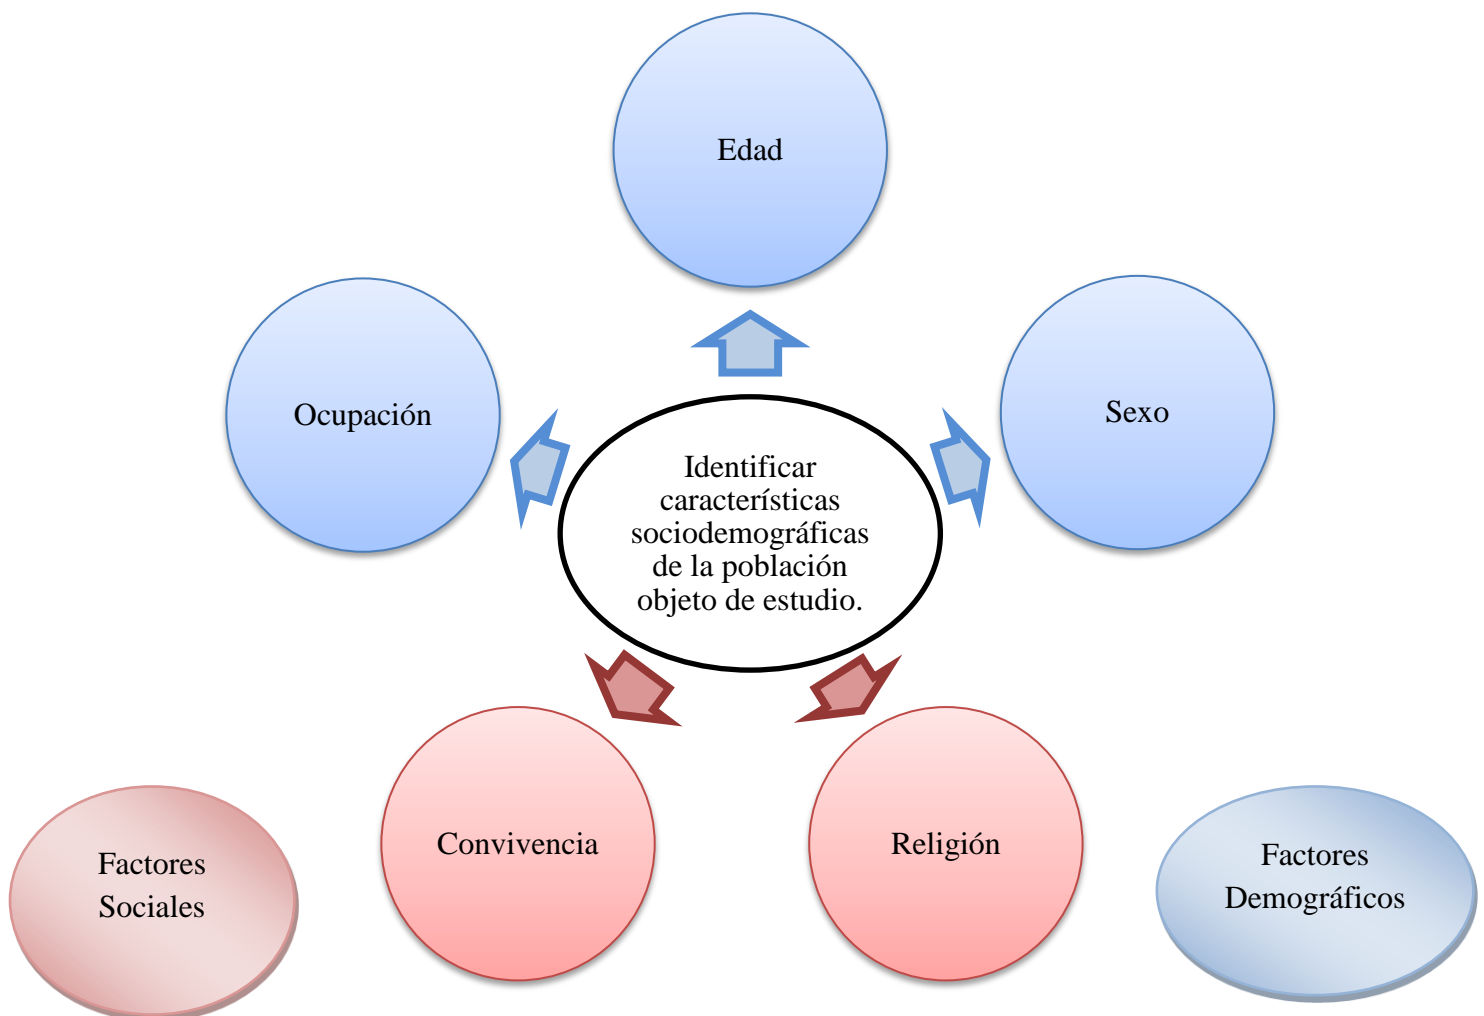 Edad
Ocupación
Sexo
Identificar
características
sociodemográficas
de la población
objeto de estudio.
Convivencia
Religión
Factores
Sociales
Factores
Demográficos